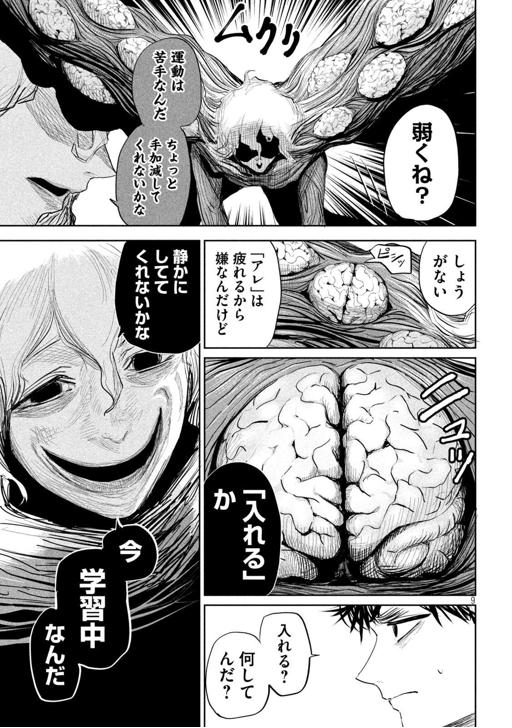 ムクリ
弱くね？
運動は
苦手なんだ
ちょっと
手加減して
くれないかな
しょう
がない
ピシッ
「アレ」は
疲れるから
嫌なんだけど
ニュッ
「入れる」
か
9
入れる？
何して
んだ？
静かに
してて
くれないかな
今
学習中
なんだ